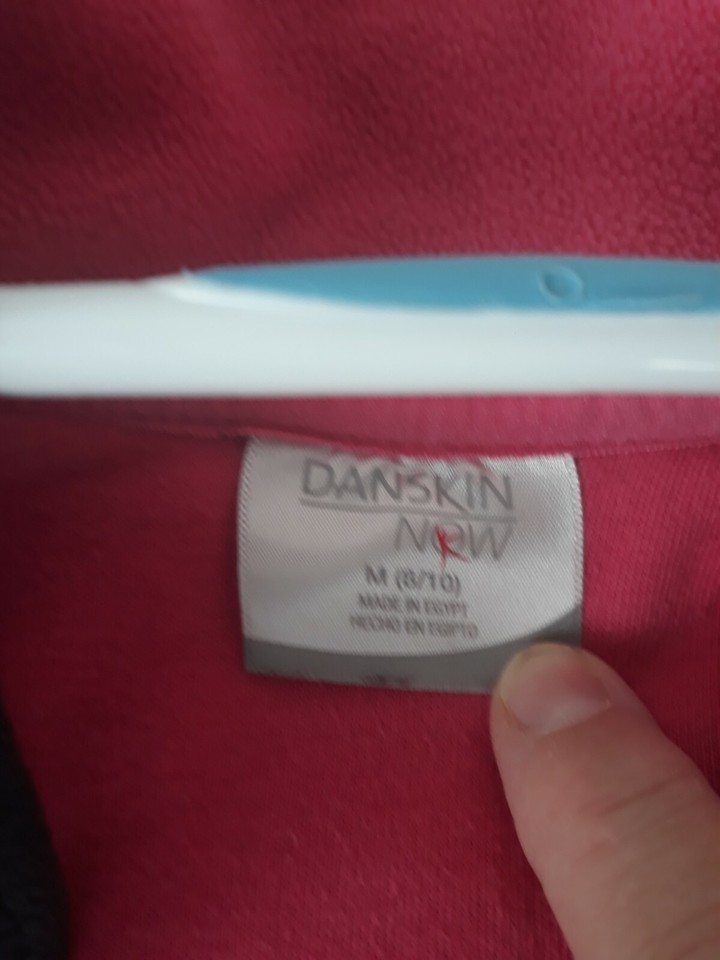 DANSKIN
NOW
M (8/10)
MADE IN EGYPT
HECHO EN EGIPTO